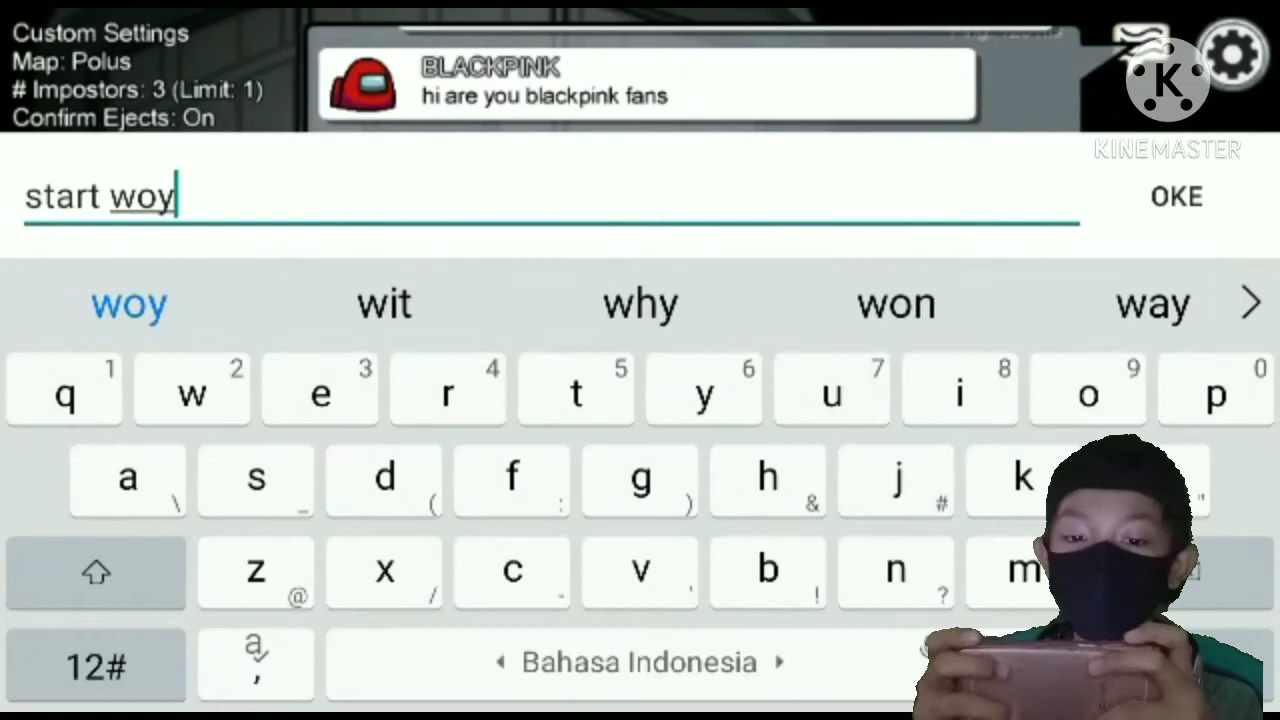 Custom Settings
Map: Polus
# Impostors: 3 (Limit: 1)
Confirm Ejects: On
BLACKPINK
hi are you blackpink fans
K
KINEMASTER
start woy
OKE
woy wit why won way
1 2 3 4 5 6 7 8 9 0
q w e r t y u i o p
a s d f g h j k
\ _ ( : ) & # "
z x c v b n m
@ / - ' ! ?
12# a , Bahasa Indonesia